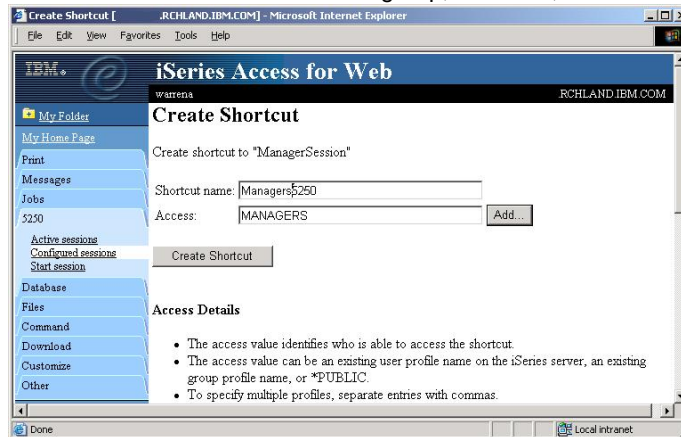 Create Shortcut [ .RCHLAND.IBM.COM] - Microsoft Internet Explorer
File Edit View Favorites Tools Help
IBM.
iSeries Access for Web
warrena .RCHLAND.IBM.COM
My Folder
My Home Page
Print
Messages
Jobs
5250
Active sessions
Configured sessions
Start session
Database
Files
Command
Download
Customize
Other
Create Shortcut
Create shortcut to "ManagerSession"
Shortcut name: Managers5250
Access: MANAGERS Add...
Create Shortcut
Access Details
• The access value identifies who is able to access the shortcut.
• The access value can be an existing user profile name on the iSeries server, an existing
group profile name, or *PUBLIC.
• To specify multiple profiles, separate entries with commas.
Done Local intranet